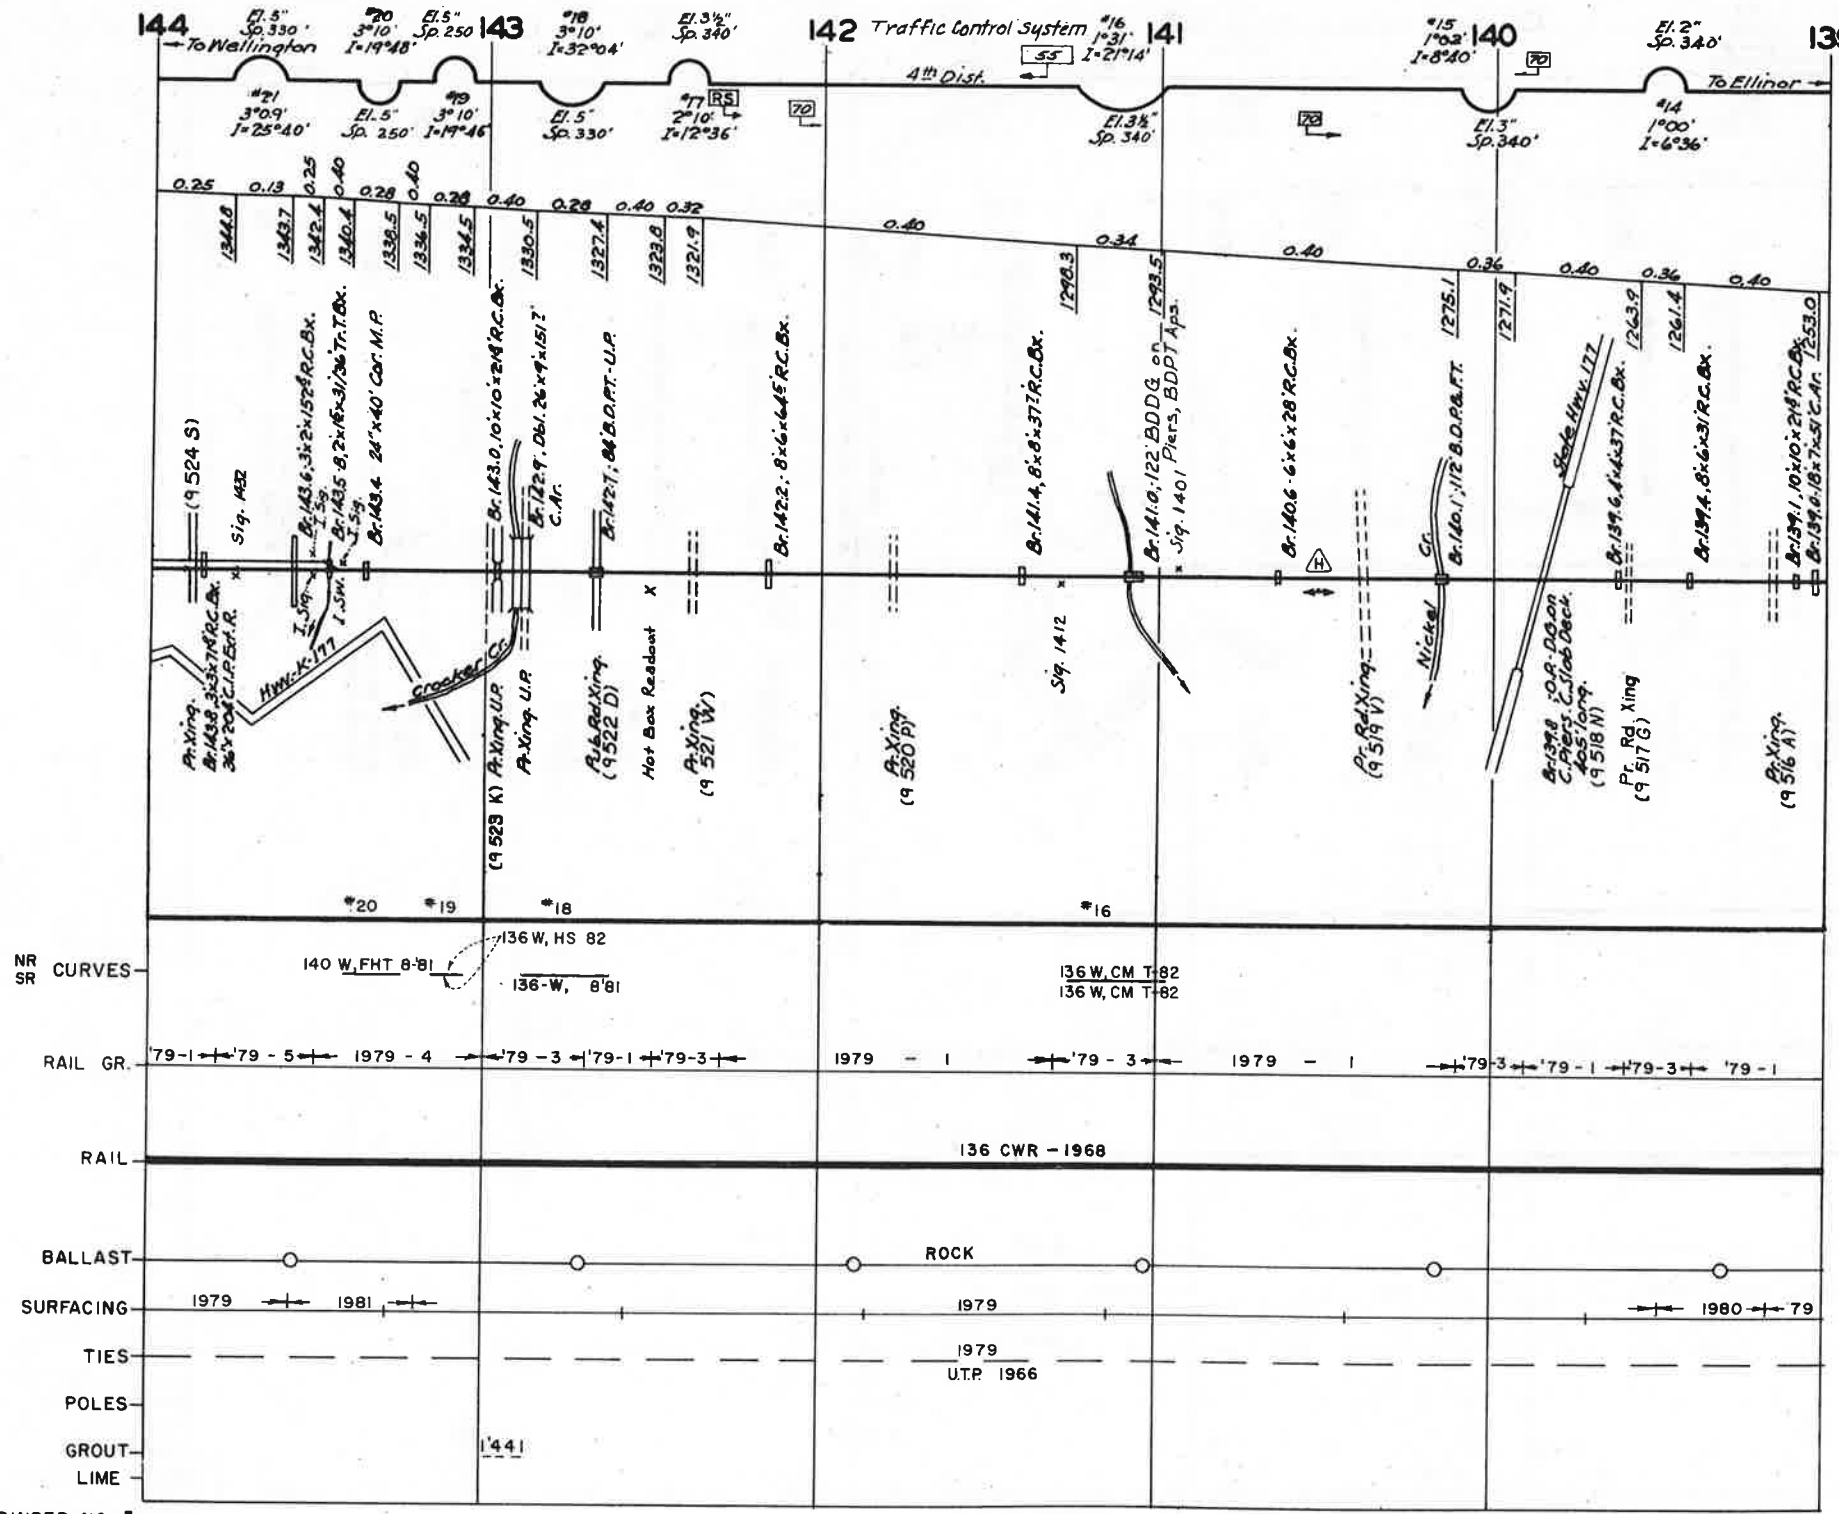 144
143
142
141
140
139
Traffic Control System
←To Wellington
To Ellinor→
4th Dist.
El. 5"
Sp. 330'
#20
3°10'
I=19°48'
El. 5"
Sp. 250
#18
3°10'
I=32°04'
El. 3½"
Sp. 340'
#16
1°31'
I=21°14'
#15
1°02'
I=8°40'
El. 2"
Sp. 340'
55
70
#21
3°09'
I=25°40'
El. 5"
Sp. 250'
#19
3°10'
I=19°46'
El. 5"
Sp. 330'
#17
2°10'
I=12°36'
RS
70
El. 3½"
Sp. 340'
70
El. 3"
Sp. 340'
#14
1°00'
I=6°36'
0.25
0.13
0.25
0.40
0.28
0.40
0.28
0.40
0.28
0.40
0.32
0.40
0.34
0.40
0.36
0.40
0.36
0.40
1344.8
1343.7
1342.4
1340.4
1338.5
1336.5
1334.5
1330.5
1327.4
1323.8
1321.9
1298.3
1293.5
1275.1
1271.9
1263.9
1261.4
1253.0
(9 524 S)
Sig. 1432
Br. 143.6; 3'x2'x152' R.C.Bx.
I. Sig.
Br. 143.5-B, 2'x1'x31/36' Tr. T. Bx.
I. Sig.
Br. 143.4- 24"x40' Cor. M.P.
Br. 143.0, 10'x10'x218' R.C.Bx.
Br. 142.9; Dbl. 26'x9'x151'
C. Ar.
Br. 142.7; 84' B.D.P.T.-U.P.
Br. 142.2; 8'x6'x64' R.C.Bx.
Br. 141.4, 8'x8'x37' R.C.Bx.
Br. 141.0; 122' BDDG on
Sig. 1401 Piers, BDPT Aps.
Br. 140.6-6'x6'x28' R.C.Bx.
H
Br. 140.1; 112' B.D.P.&F.T.
State Hwy. 177
Br. 139.6, 4'x4'x37' R.C.Bx.
Br. 139.4, 8'x6'x31' R.C.Bx.
Br. 139.1, 10'x10'x21' R.C.Bx.
Br. 139.0-18'x7'x51' C. Ar.
Pr. Xing.
Br. 143.8, 3'x3'x78' R.C.Bx.
36"x204' C.I.P. Ext. R.
I. Sig.
I. SW.
Hwy.-K-177
Crooker Cr.
(9 523 K) Pr. Xing. U.P.
Pr. Xing. U.P.
Pub. Rd. Xing.
(9 522 D)
Hot Box Readout
Pr. Xing.
(9 521 W)
Pr. Xing.
(9 520 P)
Sig. 1412
Pr. Rd. Xing.
(9 519 V)
Nickel Cr.
Br. 139.8; O.P.-D.G. on
C. Piers. C. Slab Deck.
405' long.
(9 518 N)
Pr. Rd. Xing
(9 517 G)
Pr. Xing.
(9 516 A)
#20
#19
#18
#16
NR
SR
CURVES
136 W, HS 82
140 W, FHT 8-'81
136-W, 8'81
136 W, CM T-82
136 W, CM T-82
RAIL GR.
'79-1 '79 - 5 1979 - 4 '79 - 3 '79-1 '79-3 1979 - 1 '79 - 3 1979 - 1 '79-3 '79 - 1 '79-3 '79 - 1
RAIL
136 CWR - 1968
BALLAST
ROCK
SURFACING
1979 1981 1979 1980 79
TIES
1979
U.T.P. 1966
POLES
GROUT
1'441
LIME